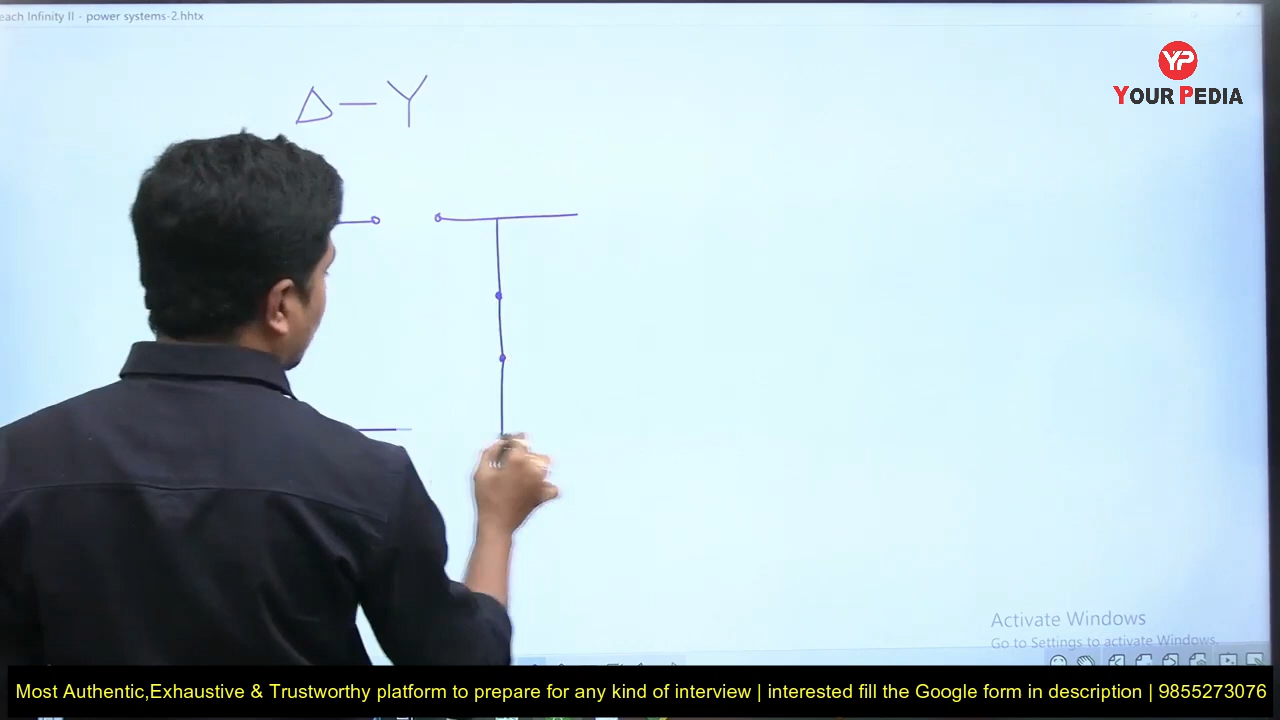 each Infinity II - power systems-2.hhtx
YP
YOUR PEDIA
Δ — Y
Activate Windows
Go to Settings to activate Windows.
Most Authentic,Exhaustive & Trustworthy platform to prepare for any kind of interview | interested fill the Google form in description | 9855273076